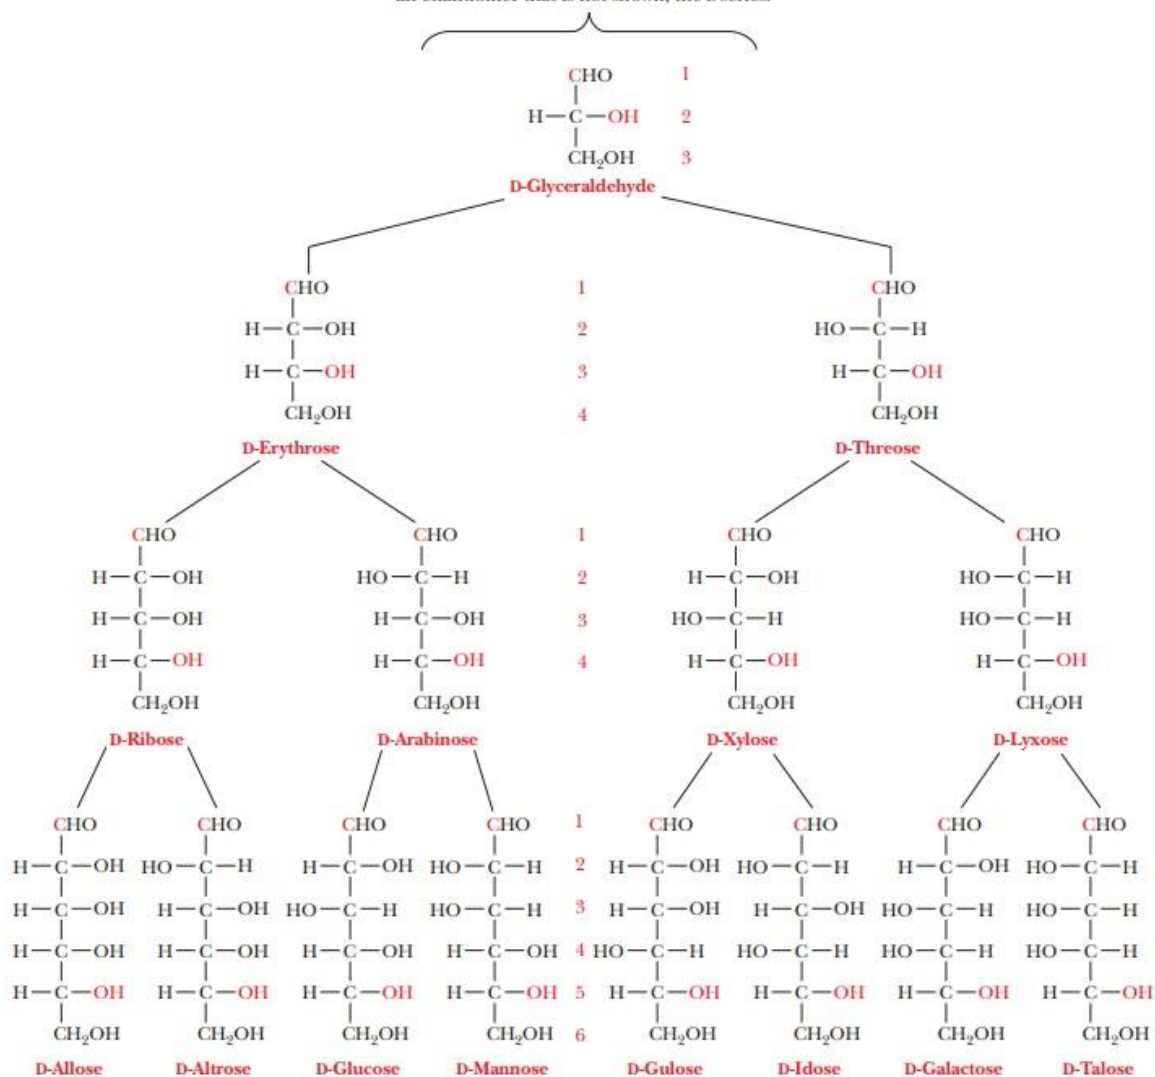 CHO 1
H—C—OH 2
CH₂OH 3
D-Glyceraldehyde
CHO 1 CHO
H—C—OH 2 HO—C—H
H—C—OH 3 H—C—OH
CH₂OH 4 CH₂OH
D-Erythrose D-Threose
CHO CHO 1 CHO CHO
H—C—OH HO—C—H 2 H—C—OH HO—C—H
H—C—OH H—C—OH 3 HO—C—H HO—C—H
H—C—OH H—C—OH 4 H—C—OH H—C—OH
CH₂OH CH₂OH CH₂OH CH₂OH
D-Ribose D-Arabinose D-Xylose D-Lyxose
CHO CHO CHO CHO 1 CHO CHO CHO CHO
H—C—OH HO—C—H H—C—OH HO—C—H 2 H—C—OH HO—C—H H—C—OH HO—C—H
H—C—OH H—C—OH HO—C—H HO—C—H 3 H—C—OH H—C—OH HO—C—H HO—C—H
H—C—OH H—C—OH H—C—OH H—C—OH 4 HO—C—H HO—C—H HO—C—H HO—C—H
H—C—OH H—C—OH H—C—OH H—C—OH 5 H—C—OH H—C—OH H—C—OH H—C—OH
CH₂OH CH₂OH CH₂OH CH₂OH 6 CH₂OH CH₂OH CH₂OH CH₂OH
D-Allose D-Altrose D-Glucose D-Mannose D-Gulose D-Idose D-Galactose D-Talose